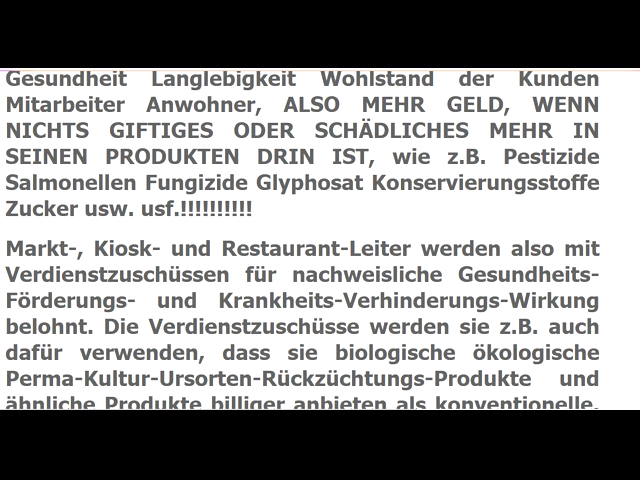 Gesundheit Langlebigkeit Wohlstand der Kunden
Mitarbeiter Anwohner, ALSO MEHR GELD, WENN
NICHTS GIFTIGES ODER SCHÄDLICHES MEHR IN
SEINEN PRODUKTEN DRIN IST, wie z.B. Pestizide
Salmonellen Fungizide Glyphosat Konservierungsstoffe
Zucker usw. usf.!!!!!!!!!!
Markt-, Kiosk- und Restaurant-Leiter werden also mit
Verdienstzuschüssen für nachweisliche Gesundheits-
Förderungs- und Krankheits-Verhinderungs-Wirkung
belohnt. Die Verdienstzuschüsse werden sie z.B. auch
dafür verwenden, dass sie biologische ökologische
Perma-Kultur-Ursorten-Rückzüchtungs-Produkte und
ähnliche Produkte billiger anbieten als konventionelle.